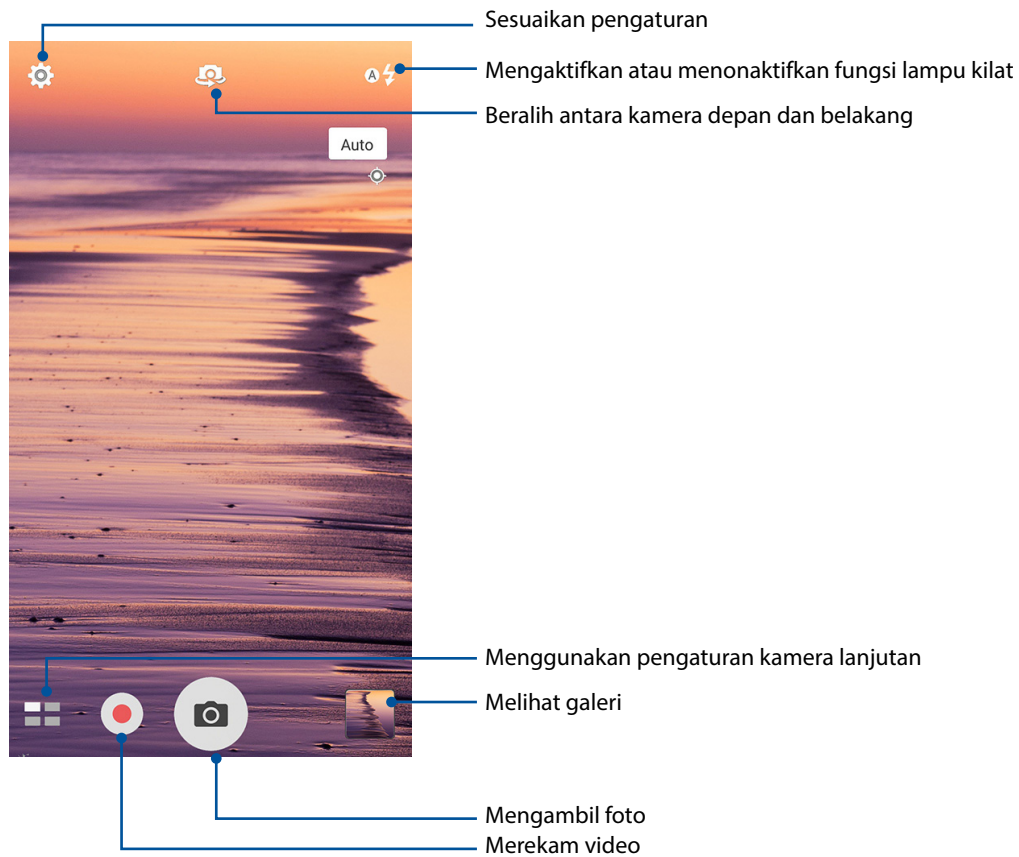 Sesuaikan pengaturan
Mengaktifkan atau menonaktifkan fungsi lampu kilat
A
Beralih antara kamera depan dan belakang
Auto
Menggunakan pengaturan kamera lanjutan
Melihat galeri
Mengambil foto
Merekam video